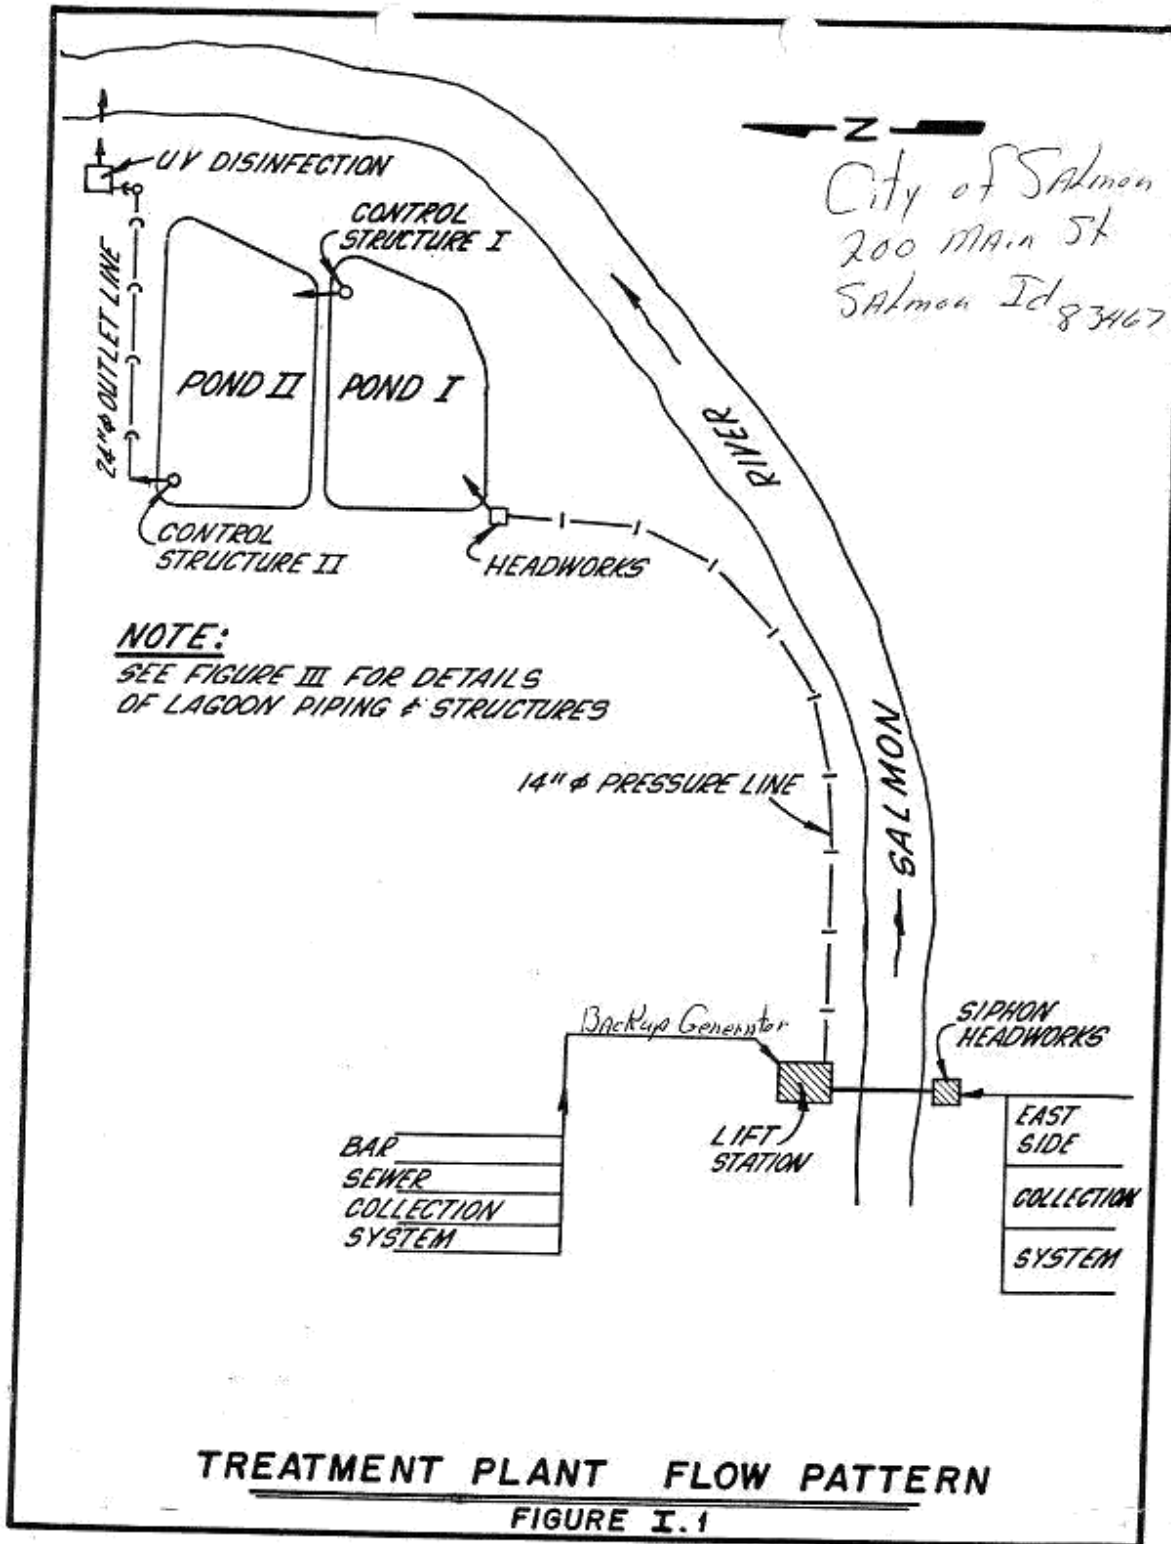 N
City of Salmon
200 MAin St
SAlmon Id 83467
UV DISINFECTION
CONTROL
STRUCTURE I
24"φ OUTLET LINE
POND II
POND I
CONTROL
STRUCTURE II
HEADWORKS
RIVER
NOTE:
SEE FIGURE III FOR DETAILS
OF LAGOON PIPING & STRUCTURES
14"φ PRESSURE LINE
SALMON
Backup Generator
SIPHON
HEADWORKS
LIFT
STATION
BAR
SEWER
COLLECTION
SYSTEM
EAST
SIDE
COLLECTION
SYSTEM
TREATMENT PLANT FLOW PATTERN
FIGURE I.1